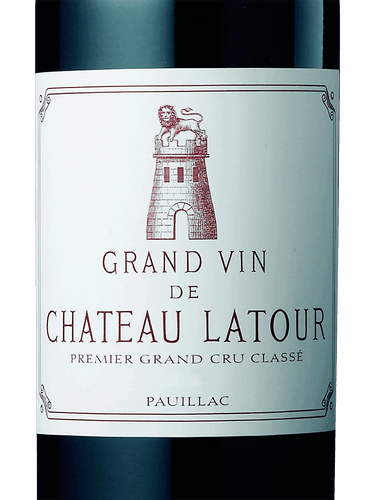 GRAND VIN
DE
CHATEAU LATOUR
PREMIER GRAND CRU CLASSÉ
PAUILLAC